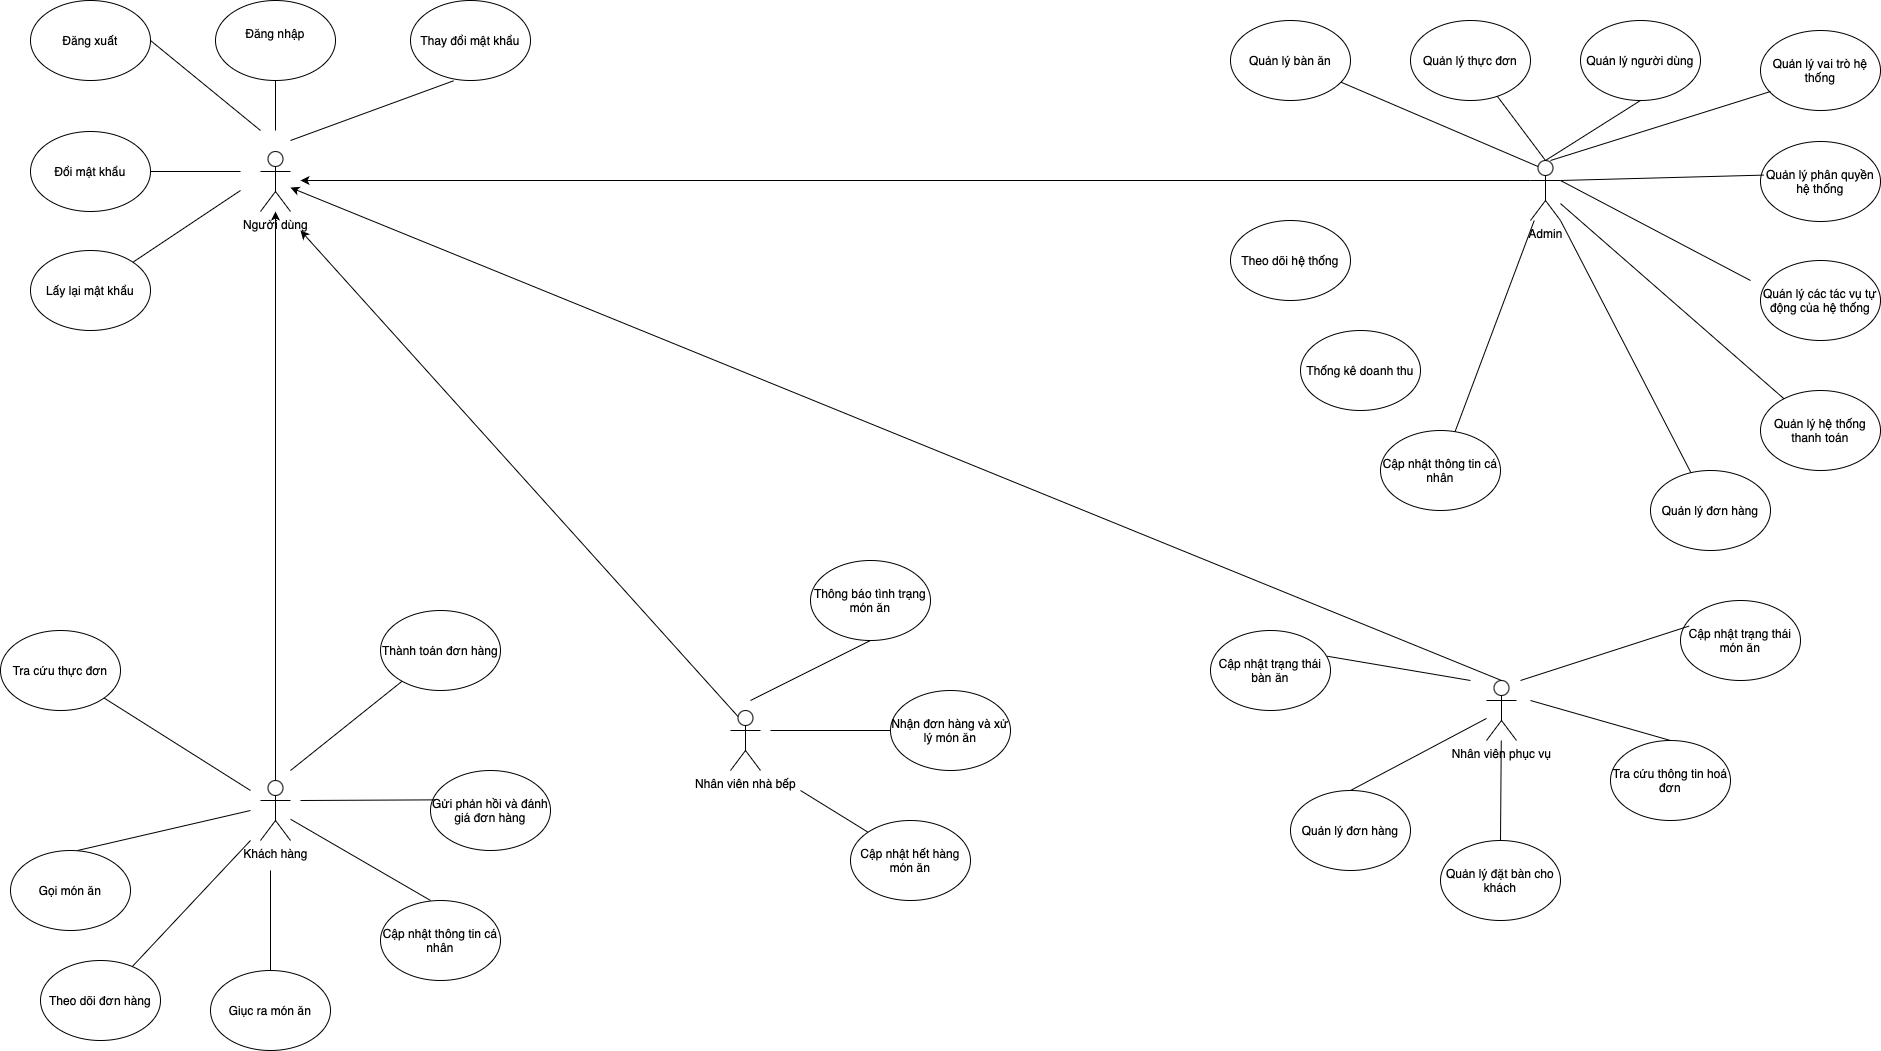 Đăng xuất
Đăng nhập
Thay đổi mật khẩu
Đổi mật khẩu
Lấy lại mật khẩu
Người dùng
Quản lý bàn ăn
Quản lý thực đơn
Quản lý người dùng
Quản lý vai trò hệ
thống
Quản lý phân quyền
hệ thống
Admin
Theo dõi hệ thống
Quản lý các tác vụ tự
động của hệ thống
Thống kê doanh thu
Quản lý hệ thống
thanh toán
Cập nhật thông tin cá
nhân
Quản lý đơn hàng
Tra cứu thực đơn
Thành toán đơn hàng
Gửi phản hồi và đánh
giá đơn hàng
Khách hàng
Gọi món ăn
Cập nhật thông tin cá
nhân
Theo dõi đơn hàng
Giục ra món ăn
Thông báo tình trạng
món ăn
Nhận đơn hàng và xử
lý món ăn
Nhân viên nhà bếp
Cập nhật hết hàng
món ăn
Cập nhật trạng thái
bàn ăn
Cập nhật trạng thái
món ăn
Nhân viên phục vụ
Tra cứu thông tin hoá
đơn
Quản lý đơn hàng
Quản lý đặt bàn cho
khách